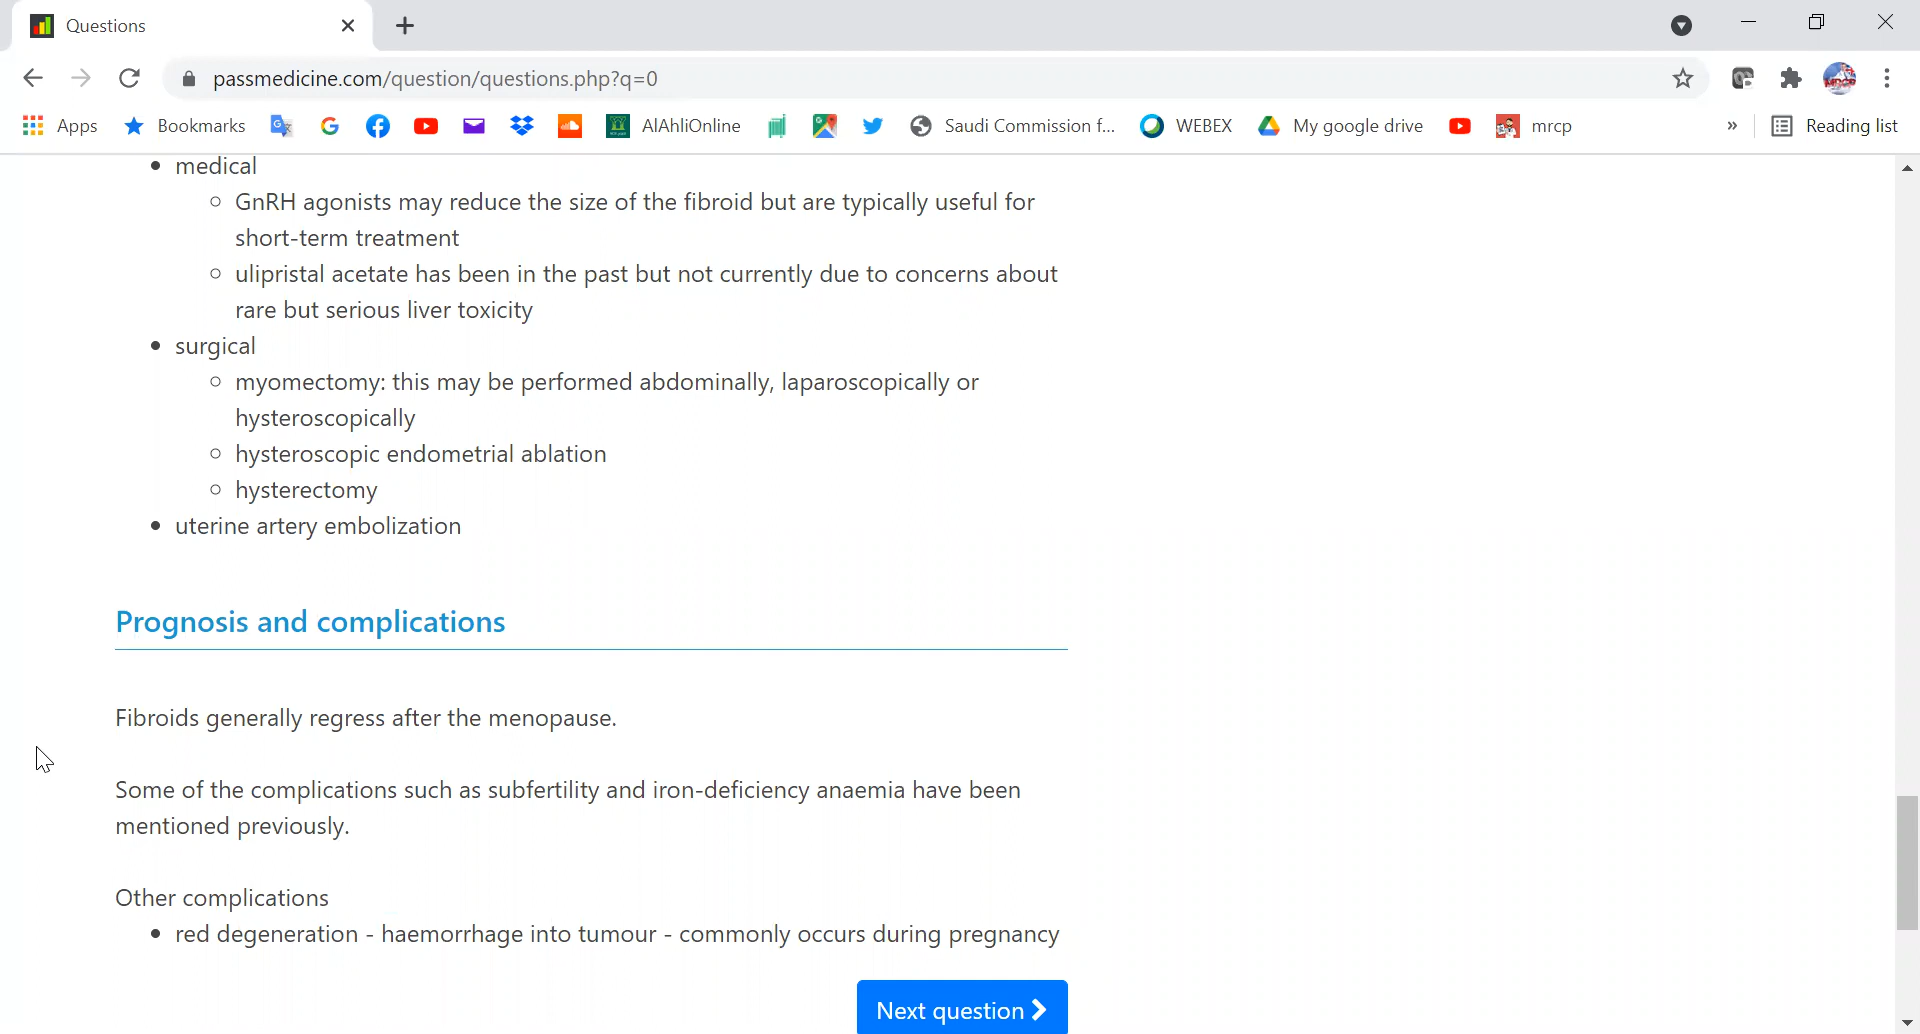 Questions
passmedicine.com/question/questions.php?q=0
Apps Bookmarks AlAhliOnline Saudi Commission f... WEBEX My google drive mrcp » Reading list
medical
GnRH agonists may reduce the size of the fibroid but are typically useful for
short-term treatment
ulipristal acetate has been in the past but not currently due to concerns about
rare but serious liver toxicity
surgical
myomectomy: this may be performed abdominally, laparoscopically or
hysteroscopically
hysteroscopic endometrial ablation
hysterectomy
uterine artery embolization
Prognosis and complications
Fibroids generally regress after the menopause.
Some of the complications such as subfertility and iron-deficiency anaemia have been
mentioned previously.
Other complications
red degeneration - haemorrhage into tumour - commonly occurs during pregnancy
Next question